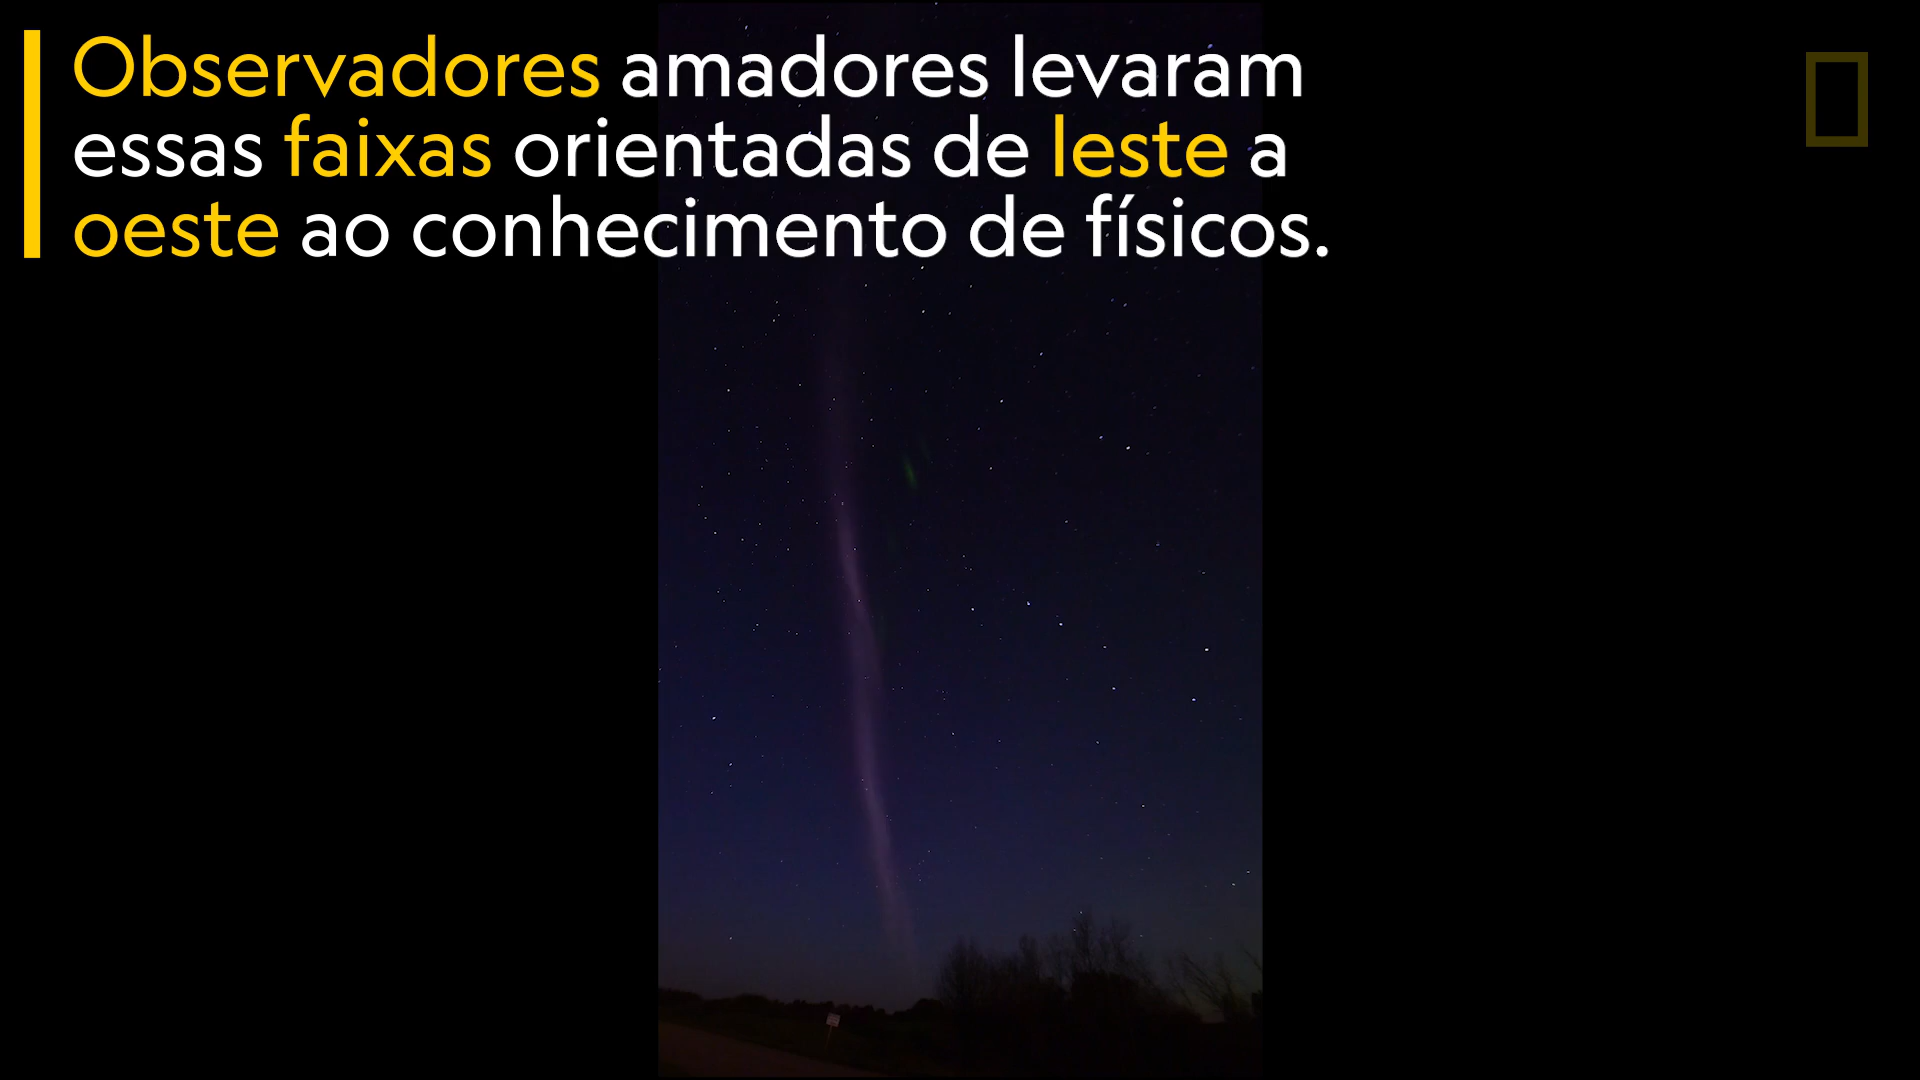 Observadores amadores levaram
essas faixas orientadas de leste a
oeste ao conhecimento de físicos.